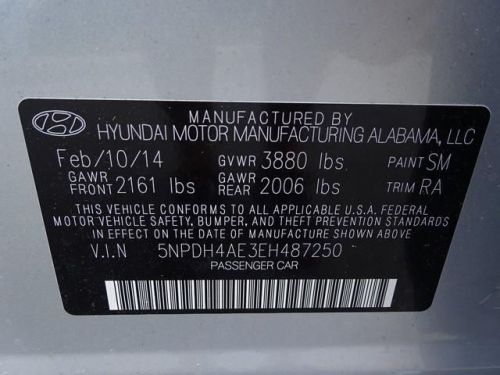 MANUFACTURED BY
HYUNDAI MOTOR MANUFACTURING ALABAMA, LLC
Feb/10/14 GVWR 3880 lbs PAINT SM
GAWR FRONT 2161 lbs GAWR REAR 2006 lbs TRIM RA
THIS VEHICLE CONFORMS TO ALL APPLICABLE U.S.A. FEDERAL
MOTOR VEHICLE SAFETY, BUMPER, AND THEFT PREVENTION STANDARDS
IN EFFECT ON THE DATE OF MANUFACTURE SHOWN ABOVE.
V.I.N 5NPDH4AE3EH487250
PASSENGER CAR